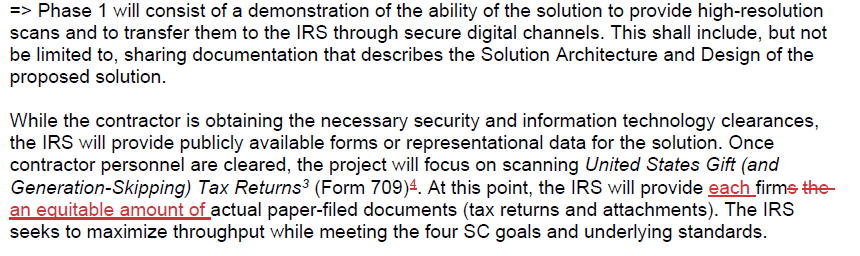 => Phase 1 will consist of a demonstration of the ability of the solution to provide high-resolution
scans and to transfer them to the IRS through secure digital channels. This shall include, but not
be limited to, sharing documentation that describes the Solution Architecture and Design of the
proposed solution.
While the contractor is obtaining the necessary security and information technology clearances,
the IRS will provide publicly available forms or representational data for the solution. Once
contractor personnel are cleared, the project will focus on scanning United States Gift (and
Generation-Skipping) Tax Returns³ (Form 709)⁴. At this point, the IRS will provide each firms the
an equitable amount of actual paper-filed documents (tax returns and attachments). The IRS
seeks to maximize throughput while meeting the four SC goals and underlying standards.